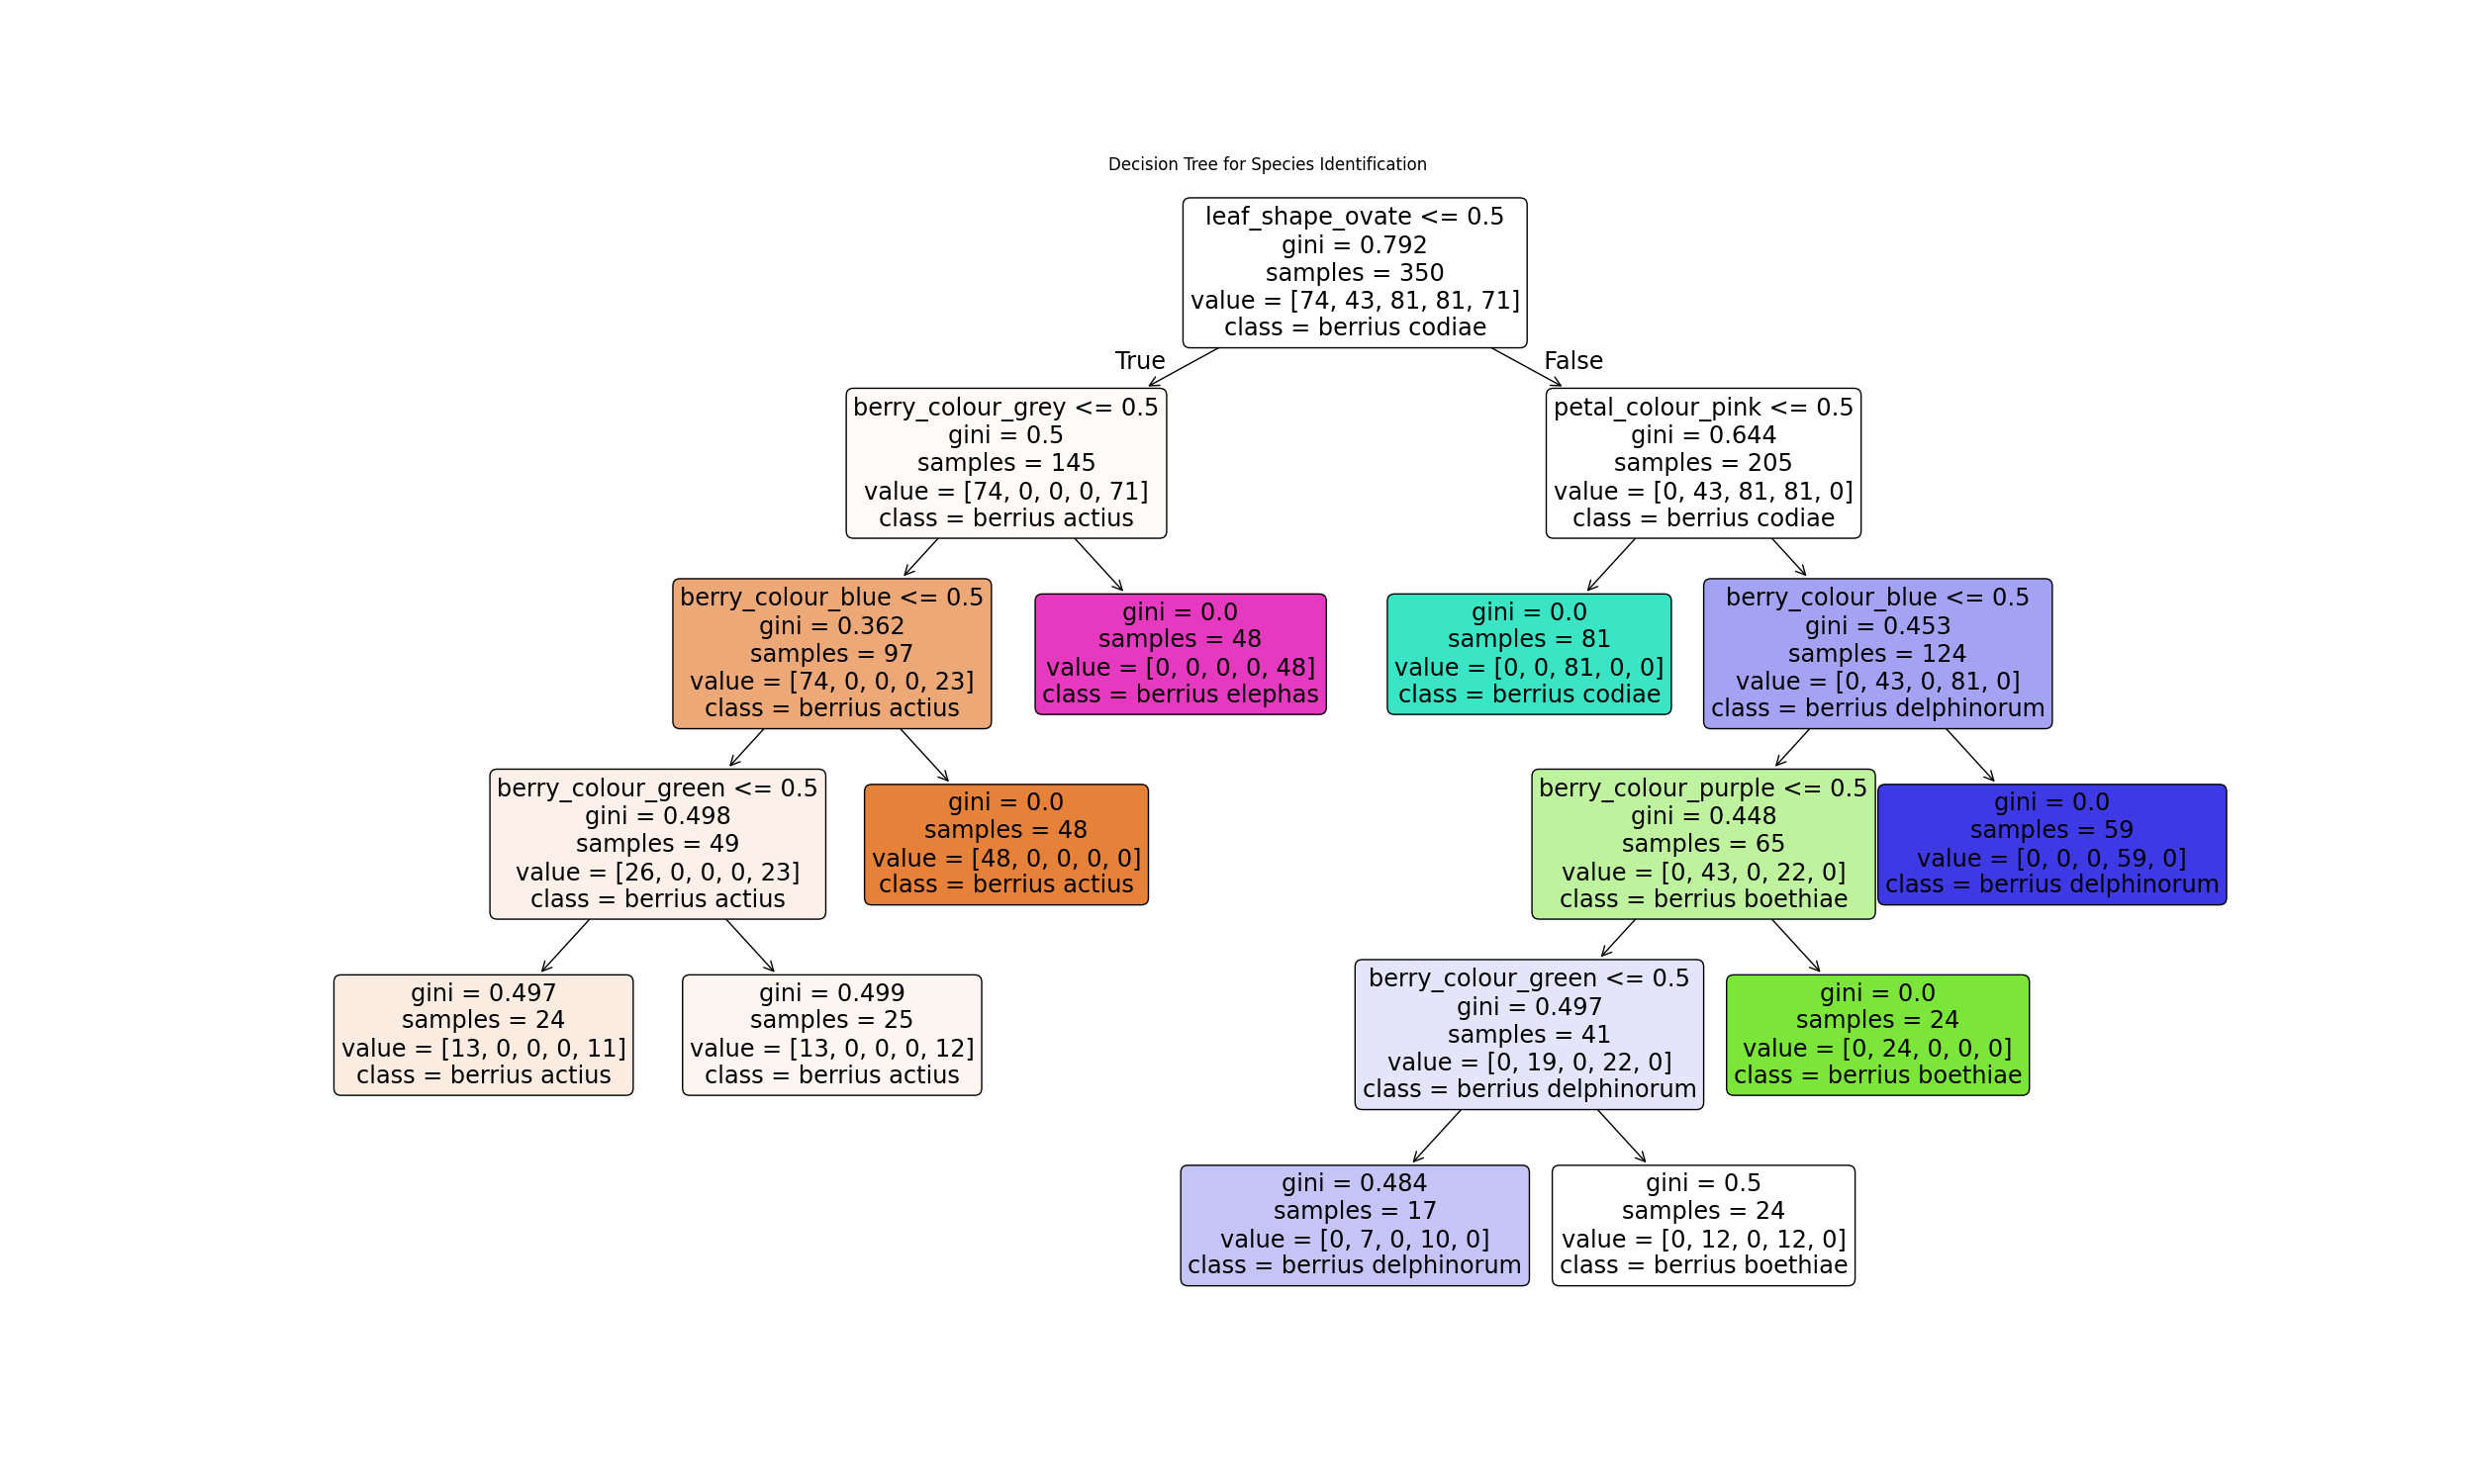 Decision Tree for Species Identification
leaf_shape_ovate <= 0.5
gini = 0.792
samples = 350
value = [74, 43, 81, 81, 71]
class = berrius codiae
True
False
berry_colour_grey <= 0.5
gini = 0.5
samples = 145
value = [74, 0, 0, 0, 71]
class = berrius actius
petal_colour_pink <= 0.5
gini = 0.644
samples = 205
value = [0, 43, 81, 81, 0]
class = berrius codiae
berry_colour_blue <= 0.5
gini = 0.362
samples = 97
value = [74, 0, 0, 0, 23]
class = berrius actius
gini = 0.0
samples = 48
value = [0, 0, 0, 0, 48]
class = berrius elephas
gini = 0.0
samples = 81
value = [0, 0, 81, 0, 0]
class = berrius codiae
berry_colour_blue <= 0.5
gini = 0.453
samples = 124
value = [0, 43, 0, 81, 0]
class = berrius delphinorum
berry_colour_green <= 0.5
gini = 0.498
samples = 49
value = [26, 0, 0, 0, 23]
class = berrius actius
gini = 0.0
samples = 48
value = [48, 0, 0, 0, 0]
class = berrius actius
berry_colour_purple <= 0.5
gini = 0.448
samples = 65
value = [0, 43, 0, 22, 0]
class = berrius boethiae
gini = 0.0
samples = 59
value = [0, 0, 0, 59, 0]
class = berrius delphinorum
gini = 0.497
samples = 24
value = [13, 0, 0, 0, 11]
class = berrius actius
gini = 0.499
samples = 25
value = [13, 0, 0, 0, 12]
class = berrius actius
berry_colour_green <= 0.5
gini = 0.497
samples = 41
value = [0, 19, 0, 22, 0]
class = berrius delphinorum
gini = 0.0
samples = 24
value = [0, 24, 0, 0, 0]
class = berrius boethiae
gini = 0.484
samples = 17
value = [0, 7, 0, 10, 0]
class = berrius delphinorum
gini = 0.5
samples = 24
value = [0, 12, 0, 12, 0]
class = berrius boethiae